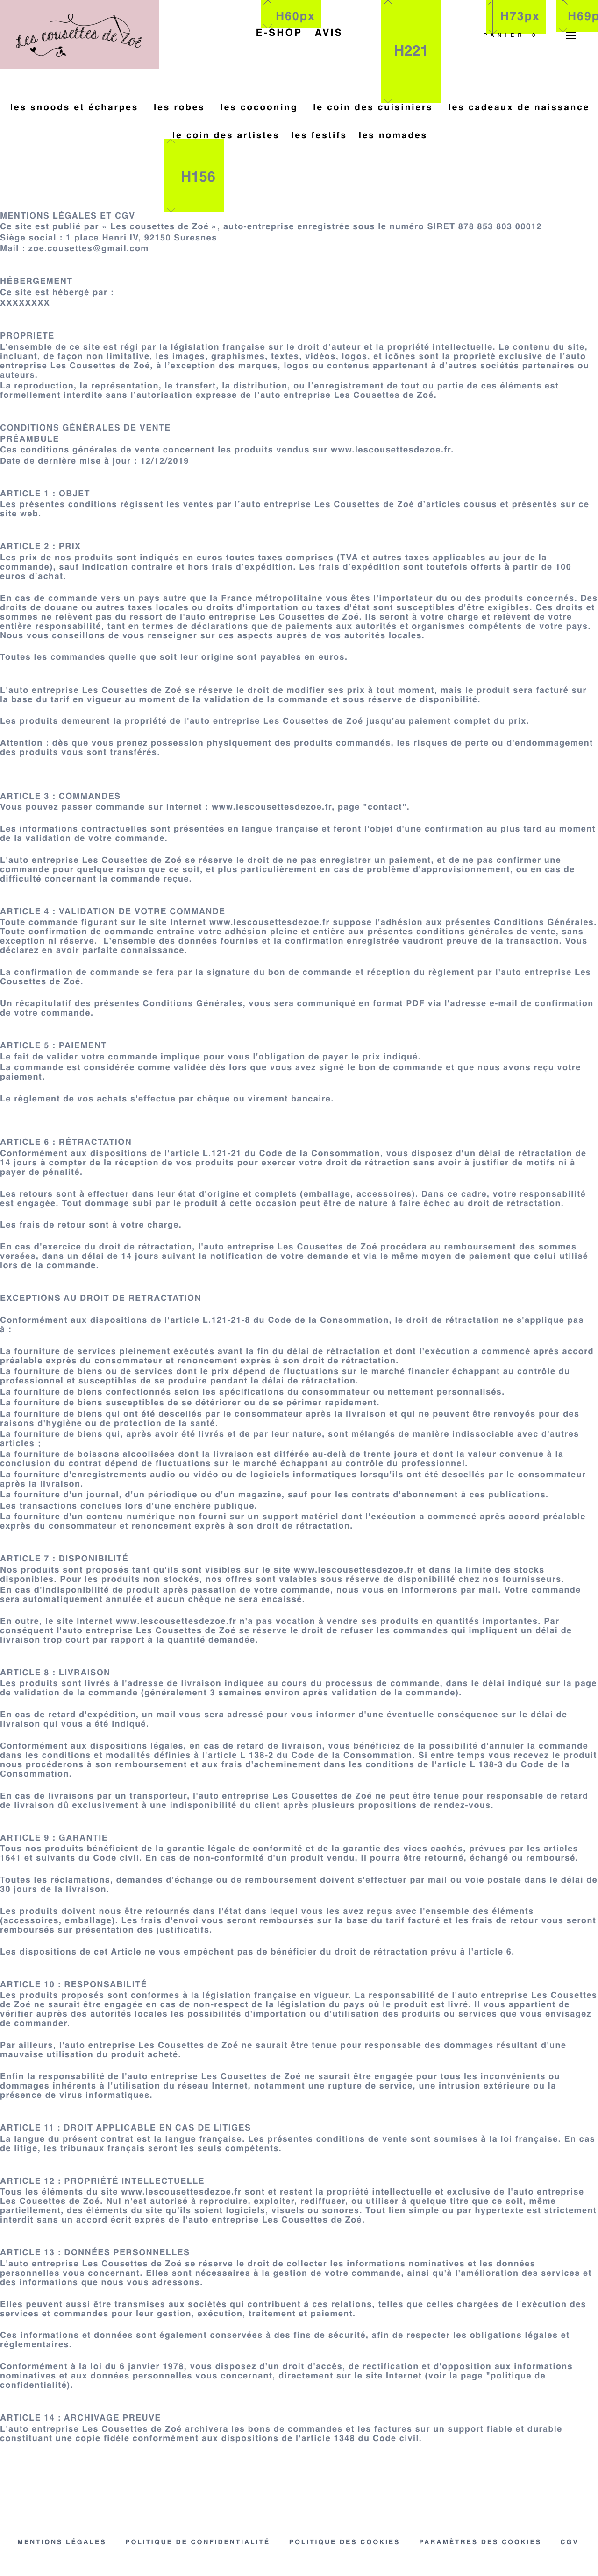 Les cousettes de Zoé
H60px
H73px
H69p
E-SHOP AVIS
PANIER 0
H221
les snoods et écharpes les robes les cocooning le coin des cuisiniers les cadeaux de naissance
le coin des artistes les festifs les nomades
H156
MENTIONS LÉGALES ET CGV
Ce site est publié par « Les cousettes de Zoé », auto-entreprise enregistrée sous le numéro SIRET 878 853 803 00012
Siège social : 1 place Henri IV, 92150 Suresnes
Mail : zoe.cousettes@gmail.com
HÉBERGEMENT
Ce site est hébergé par :
XXXXXXXX
PROPRIETE
L'ensemble de ce site est régi par la législation française sur le droit d'auteur et la propriété intellectuelle. Le contenu du site,
incluant, de façon non limitative, les images, graphismes, textes, vidéos, logos, et icônes sont la propriété exclusive de l'auto
entreprise Les Cousettes de Zoé, à l'exception des marques, logos ou contenus appartenant à d'autres sociétés partenaires ou
auteurs.
La reproduction, la représentation, le transfert, la distribution, ou l'enregistrement de tout ou partie de ces éléments est
formellement interdite sans l'autorisation expresse de l'auto entreprise Les Cousettes de Zoé.
CONDITIONS GÉNÉRALES DE VENTE
PRÉAMBULE
Ces conditions générales de vente concernent les produits vendus sur www.lescousettesdezoe.fr.
Date de dernière mise à jour : 12/12/2019
ARTICLE 1 : OBJET
Les présentes conditions régissent les ventes par l'auto entreprise Les Cousettes de Zoé d'articles cousus et présentés sur ce
site web.
ARTICLE 2 : PRIX
Les prix de nos produits sont indiqués en euros toutes taxes comprises (TVA et autres taxes applicables au jour de la
commande), sauf indication contraire et hors frais d'expédition. Les frais d'expédition sont toutefois offerts à partir de 100
euros d'achat.
En cas de commande vers un pays autre que la France métropolitaine vous êtes l'importateur du ou des produits concernés. Des
droits de douane ou autres taxes locales ou droits d'importation ou taxes d'état sont susceptibles d'être exigibles. Ces droits et
sommes ne relèvent pas du ressort de l'auto entreprise Les Cousettes de Zoé. Ils seront à votre charge et relèvent de votre
entière responsabilité, tant en termes de déclarations que de paiements aux autorités et organismes compétents de votre pays.
Nous vous conseillons de vous renseigner sur ces aspects auprès de vos autorités locales.
Toutes les commandes quelle que soit leur origine sont payables en euros.
L'auto entreprise Les Cousettes de Zoé se réserve le droit de modifier ses prix à tout moment, mais le produit sera facturé sur
la base du tarif en vigueur au moment de la validation de la commande et sous réserve de disponibilité.
Les produits demeurent la propriété de l'auto entreprise Les Cousettes de Zoé jusqu'au paiement complet du prix.
Attention : dès que vous prenez possession physiquement des produits commandés, les risques de perte ou d'endommagement
des produits vous sont transférés.
ARTICLE 3 : COMMANDES
Vous pouvez passer commande sur Internet : www.lescousettesdezoe.fr, page "contact".
Les informations contractuelles sont présentées en langue française et feront l'objet d'une confirmation au plus tard au moment
de la validation de votre commande.
L'auto entreprise Les Cousettes de Zoé se réserve le droit de ne pas enregistrer un paiement, et de ne pas confirmer une
commande pour quelque raison que ce soit, et plus particulièrement en cas de problème d'approvisionnement, ou en cas de
difficulté concernant la commande reçue.
ARTICLE 4 : VALIDATION DE VOTRE COMMANDE
Toute commande figurant sur le site Internet www.lescousettesdezoe.fr suppose l'adhésion aux présentes Conditions Générales.
Toute confirmation de commande entraîne votre adhésion pleine et entière aux présentes conditions générales de vente, sans
exception ni réserve. L'ensemble des données fournies et la confirmation enregistrée vaudront preuve de la transaction. Vous
déclarez en avoir parfaite connaissance.
La confirmation de commande se fera par la signature du bon de commande et réception du règlement par l'auto entreprise Les
Cousettes de Zoé.
Un récapitulatif des présentes Conditions Générales, vous sera communiqué en format PDF via l'adresse e-mail de confirmation
de votre commande.
ARTICLE 5 : PAIEMENT
Le fait de valider votre commande implique pour vous l'obligation de payer le prix indiqué.
La commande est considérée comme validée dès lors que vous avez signé le bon de commande et que nous avons reçu votre
paiement.
Le règlement de vos achats s'effectue par chèque ou virement bancaire.
ARTICLE 6 : RÉTRACTATION
Conformément aux dispositions de l'article L.121-21 du Code de la Consommation, vous disposez d'un délai de rétractation de
14 jours à compter de la réception de vos produits pour exercer votre droit de rétraction sans avoir à justifier de motifs ni à
payer de pénalité.
Les retours sont à effectuer dans leur état d'origine et complets (emballage, accessoires). Dans ce cadre, votre responsabilité
est engagée. Tout dommage subi par le produit à cette occasion peut être de nature à faire échec au droit de rétractation.
Les frais de retour sont à votre charge.
En cas d'exercice du droit de rétractation, l'auto entreprise Les Cousettes de Zoé procédera au remboursement des sommes
versées, dans un délai de 14 jours suivant la notification de votre demande et via le même moyen de paiement que celui utilisé
lors de la commande.
EXCEPTIONS AU DROIT DE RETRACTATION
Conformément aux dispositions de l'article L.121-21-8 du Code de la Consommation, le droit de rétractation ne s'applique pas
à :
La fourniture de services pleinement exécutés avant la fin du délai de rétractation et dont l'exécution a commencé après accord
préalable exprès du consommateur et renoncement exprès à son droit de rétractation.
La fourniture de biens ou de services dont le prix dépend de fluctuations sur le marché financier échappant au contrôle du
professionnel et susceptibles de se produire pendant le délai de rétractation.
La fourniture de biens confectionnés selon les spécifications du consommateur ou nettement personnalisés.
La fourniture de biens susceptibles de se détériorer ou de se périmer rapidement.
La fourniture de biens qui ont été descellés par le consommateur après la livraison et qui ne peuvent être renvoyés pour des
raisons d'hygiène ou de protection de la santé.
La fourniture de biens qui, après avoir été livrés et de par leur nature, sont mélangés de manière indissociable avec d'autres
articles ;
La fourniture de boissons alcoolisées dont la livraison est différée au-delà de trente jours et dont la valeur convenue à la
conclusion du contrat dépend de fluctuations sur le marché échappant au contrôle du professionnel.
La fourniture d'enregistrements audio ou vidéo ou de logiciels informatiques lorsqu'ils ont été descellés par le consommateur
après la livraison.
La fourniture d'un journal, d'un périodique ou d'un magazine, sauf pour les contrats d'abonnement à ces publications.
Les transactions conclues lors d'une enchère publique.
La fourniture d'un contenu numérique non fourni sur un support matériel dont l'exécution a commencé après accord préalable
exprès du consommateur et renoncement exprès à son droit de rétractation.
ARTICLE 7 : DISPONIBILITÉ
Nos produits sont proposés tant qu'ils sont visibles sur le site www.lescousettesdezoe.fr et dans la limite des stocks
disponibles. Pour les produits non stockés, nos offres sont valables sous réserve de disponibilité chez nos fournisseurs.
En cas d'indisponibilité de produit après passation de votre commande, nous vous en informerons par mail. Votre commande
sera automatiquement annulée et aucun chèque ne sera encaissé.
En outre, le site Internet www.lescousettesdezoe.fr n'a pas vocation à vendre ses produits en quantités importantes. Par
conséquent l'auto entreprise Les Cousettes de Zoé se réserve le droit de refuser les commandes qui impliquent un délai de
livraison trop court par rapport à la quantité demandée.
ARTICLE 8 : LIVRAISON
Les produits sont livrés à l'adresse de livraison indiquée au cours du processus de commande, dans le délai indiqué sur la page
de validation de la commande (généralement 3 semaines environ après validation de la commande).
En cas de retard d'expédition, un mail vous sera adressé pour vous informer d'une éventuelle conséquence sur le délai de
livraison qui vous a été indiqué.
Conformément aux dispositions légales, en cas de retard de livraison, vous bénéficiez de la possibilité d'annuler la commande
dans les conditions et modalités définies à l'article L 138-2 du Code de la Consommation. Si entre temps vous recevez le produit
nous procéderons à son remboursement et aux frais d'acheminement dans les conditions de l'article L 138-3 du Code de la
Consommation.
En cas de livraisons par un transporteur, l'auto entreprise Les Cousettes de Zoé ne peut être tenue pour responsable de retard
de livraison dû exclusivement à une indisponibilité du client après plusieurs propositions de rendez-vous.
ARTICLE 9 : GARANTIE
Tous nos produits bénéficient de la garantie légale de conformité et de la garantie des vices cachés, prévues par les articles
1641 et suivants du Code civil. En cas de non-conformité d'un produit vendu, il pourra être retourné, échangé ou remboursé.
Toutes les réclamations, demandes d'échange ou de remboursement doivent s'effectuer par mail ou voie postale dans le délai de
30 jours de la livraison.
Les produits doivent nous être retournés dans l'état dans lequel vous les avez reçus avec l'ensemble des éléments
(accessoires, emballage). Les frais d'envoi vous seront remboursés sur la base du tarif facturé et les frais de retour vous seront
remboursés sur présentation des justificatifs.
Les dispositions de cet Article ne vous empêchent pas de bénéficier du droit de rétractation prévu à l'article 6.
ARTICLE 10 : RESPONSABILITÉ
Les produits proposés sont conformes à la législation française en vigueur. La responsabilité de l'auto entreprise Les Cousettes
de Zoé ne saurait être engagée en cas de non-respect de la législation du pays où le produit est livré. Il vous appartient de
vérifier auprès des autorités locales les possibilités d'importation ou d'utilisation des produits ou services que vous envisagez
de commander.
Par ailleurs, l'auto entreprise Les Cousettes de Zoé ne saurait être tenue pour responsable des dommages résultant d'une
mauvaise utilisation du produit acheté.
Enfin la responsabilité de l'auto entreprise Les Cousettes de Zoé ne saurait être engagée pour tous les inconvénients ou
dommages inhérents à l'utilisation du réseau Internet, notamment une rupture de service, une intrusion extérieure ou la
présence de virus informatiques.
ARTICLE 11 : DROIT APPLICABLE EN CAS DE LITIGES
La langue du présent contrat est la langue française. Les présentes conditions de vente sont soumises à la loi française. En cas
de litige, les tribunaux français seront les seuls compétents.
ARTICLE 12 : PROPRIÉTÉ INTELLECTUELLE
Tous les éléments du site www.lescousettesdezoe.fr sont et restent la propriété intellectuelle et exclusive de l'auto entreprise
Les Cousettes de Zoé. Nul n'est autorisé à reproduire, exploiter, rediffuser, ou utiliser à quelque titre que ce soit, même
partiellement, des éléments du site qu'ils soient logiciels, visuels ou sonores. Tout lien simple ou par hypertexte est strictement
interdit sans un accord écrit exprès de l'auto entreprise Les Cousettes de Zoé.
ARTICLE 13 : DONNÉES PERSONNELLES
L'auto entreprise Les Cousettes de Zoé se réserve le droit de collecter les informations nominatives et les données
personnelles vous concernant. Elles sont nécessaires à la gestion de votre commande, ainsi qu'à l'amélioration des services et
des informations que nous vous adressons.
Elles peuvent aussi être transmises aux sociétés qui contribuent à ces relations, telles que celles chargées de l'exécution des
services et commandes pour leur gestion, exécution, traitement et paiement.
Ces informations et données sont également conservées à des fins de sécurité, afin de respecter les obligations légales et
réglementaires.
Conformément à la loi du 6 janvier 1978, vous disposez d'un droit d'accès, de rectification et d'opposition aux informations
nominatives et aux données personnelles vous concernant, directement sur le site Internet (voir la page "politique de
confidentialité).
ARTICLE 14 : ARCHIVAGE PREUVE
L'auto entreprise Les Cousettes de Zoé archivera les bons de commandes et les factures sur un support fiable et durable
constituant une copie fidèle conformément aux dispositions de l'article 1348 du Code civil.
MENTIONS LÉGALES POLITIQUE DE CONFIDENTIALITÉ POLITIQUE DES COOKIES PARAMÈTRES DES COOKIES CGV